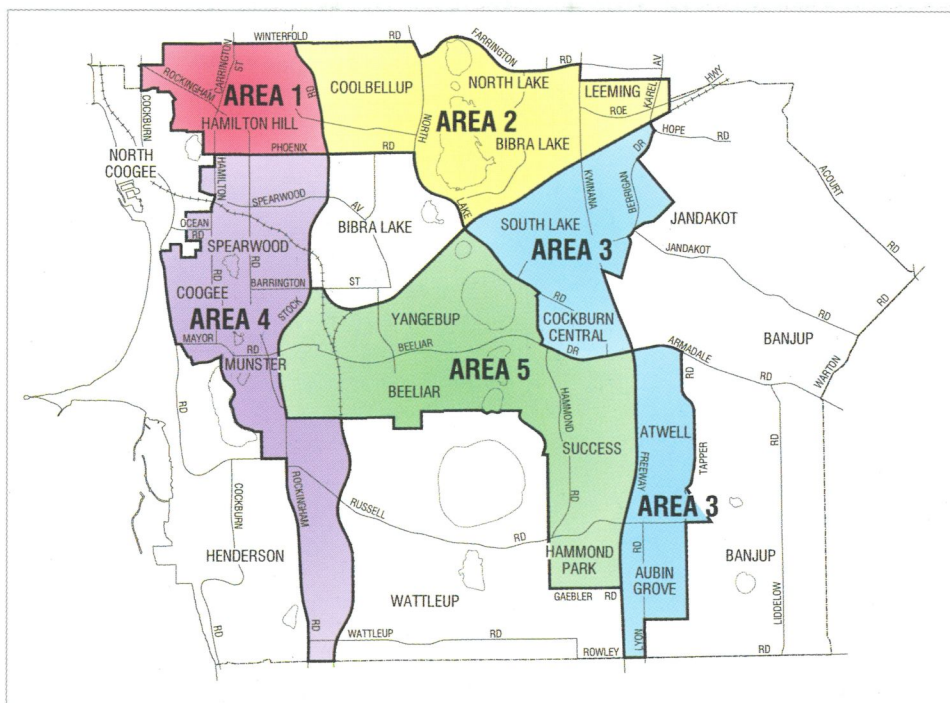 WINTERFOLD RD
FARRINGTON RD
CARRINGTON ST
ROCKINGHAM RD
AREA 1
HAMILTON HILL
COOLBELLUP
NORTH LAKE
LEEMING
KAREL AV
ROE HWY
AREA 2
NORTH LAKE
BIBRA LAKE
HOPE RD
COCKBURN
PHOENIX RD
NORTH
COOGEE
HAMILTON RD
SPEARWOOD AV
KWINANA
BERRIGAN DR
ACOURT RD
OCEAN
RD
SPEARWOOD
BIBRA LAKE
SOUTH LAKE
JANDAKOT
AREA 3
JANDAKOT RD
BARRINGTON ST
COOGEE
STOCK
AREA 4
YANGEBUP
RD
COCKBURN
CENTRAL
BANJUP
MAYOR RD
BEELIAR DR
ARMADALE RD
WARTON RD
MUNSTER
AREA 5
BEELIAR
RD
HAMMOND RD
SUCCESS
ATWELL
FREEWAY
TAPPER RD
RD
COCKBURN RD
ROCKINGHAM RD
RUSSELL RD
AREA 3
HENDERSON
HAMMOND
PARK
AUBIN
GROVE
BANJUP
WATTLEUP
GAEBLER RD
LYON RD
LIDDELOW RD
WATTLEUP RD
ROWLEY RD